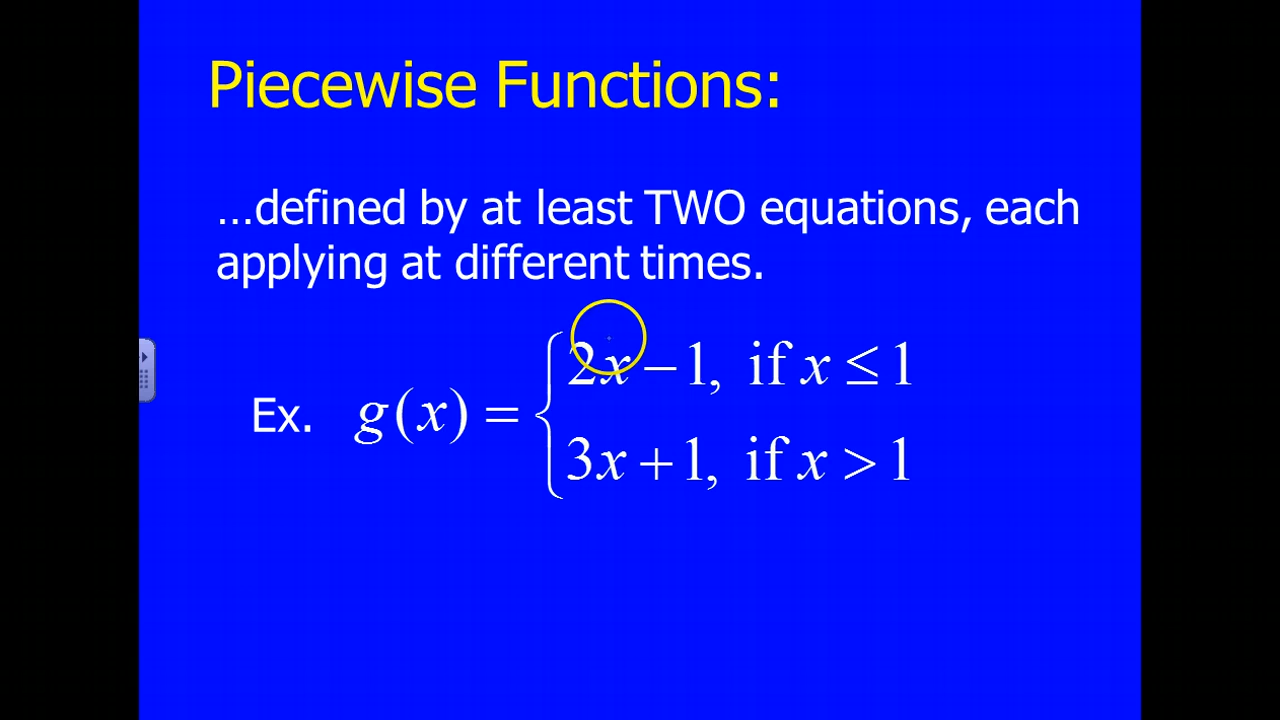 Piecewise Functions:
...defined by at least TWO equations, each
applying at different times.
2x − 1, if x ≤ 1
Ex. g(x) = {
3x + 1, if x > 1